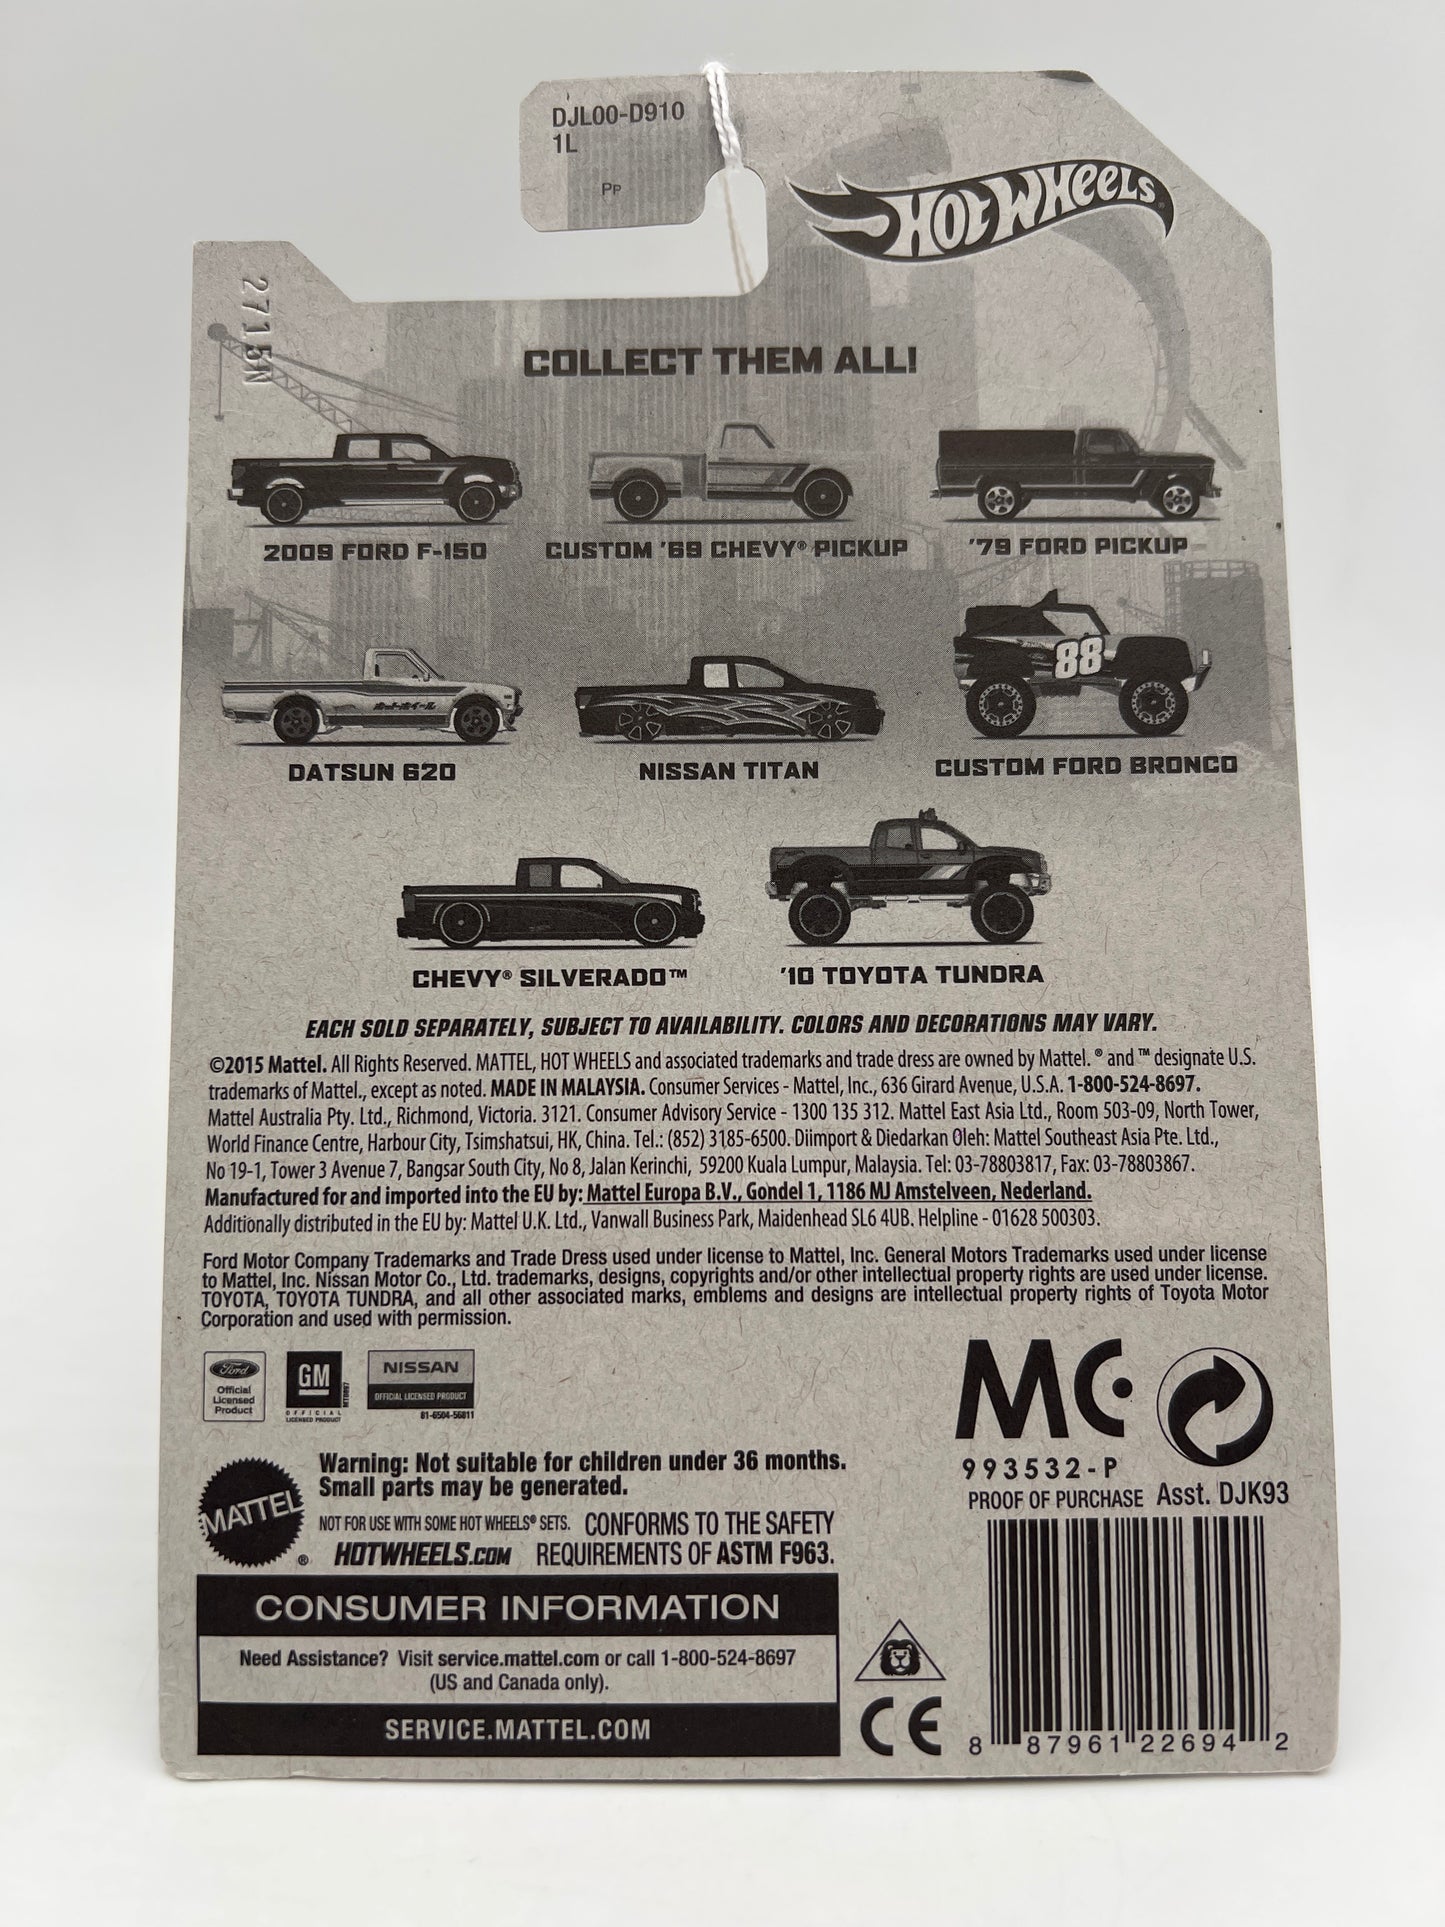 DJL00-D910
1L
PP
HOT WHEELS
2715N
COLLECT THEM ALL!
2009 FORD F-150
CUSTOM '69 CHEVY® PICKUP
'79 FORD PICKUP
88
ホットホイール
DATSUN 620
NISSAN TITAN
CUSTOM FORD BRONCO
CHEVY® SILVERADO™
'10 TOYOTA TUNDRA
EACH SOLD SEPARATELY, SUBJECT TO AVAILABILITY. COLORS AND DECORATIONS MAY VARY.
©2015 Mattel. All Rights Reserved. MATTEL, HOT WHEELS and associated trademarks and trade dress are owned by Mattel. ® and ™ designate U.S.
trademarks of Mattel., except as noted. MADE IN MALAYSIA. Consumer Services - Mattel, Inc., 636 Girard Avenue, U.S.A. 1-800-524-8697.
Mattel Australia Pty. Ltd., Richmond, Victoria. 3121. Consumer Advisory Service - 1300 135 312. Mattel East Asia Ltd., Room 503-09, North Tower,
World Finance Centre, Harbour City, Tsimshatsui, HK, China. Tel.: (852) 3185-6500. Diimport & Diedarkan Oleh: Mattel Southeast Asia Pte. Ltd.,
No 19-1, Tower 3 Avenue 7, Bangsar South City, No 8, Jalan Kerinchi, 59200 Kuala Lumpur, Malaysia. Tel: 03-78803817, Fax: 03-78803867.
Manufactured for and imported into the EU by: Mattel Europa B.V., Gondel 1, 1186 MJ Amstelveen, Nederland.
Additionally distributed in the EU by: Mattel U.K. Ltd., Vanwall Business Park, Maidenhead SL6 4UB. Helpline - 01628 500303.
Ford Motor Company Trademarks and Trade Dress used under license to Mattel, Inc. General Motors Trademarks used under license
to Mattel, Inc. Nissan Motor Co., Ltd. trademarks, designs, copyrights and/or other intellectual property rights are used under license.
TOYOTA, TOYOTA TUNDRA, and all other associated marks, emblems and designs are intellectual property rights of Toyota Motor
Corporation and used with permission.
Ford
Official
Licensed
Product
GM
OFFICIAL
LICENSED PRODUCT
NISSAN
OFFICIAL LICENSED PRODUCT
81-6504-56811
MC
993532-P
PROOF OF PURCHASE Asst. DJK93
MATTEL®
Warning: Not suitable for children under 36 months.
Small parts may be generated.
NOT FOR USE WITH SOME HOT WHEELS® SETS. CONFORMS TO THE SAFETY
HOTWHEELS.COM REQUIREMENTS OF ASTM F963.
CONSUMER INFORMATION
Need Assistance? Visit service.mattel.com or call 1-800-524-8697
(US and Canada only).
SERVICE.MATTEL.COM
CE
8 87961 22694 2